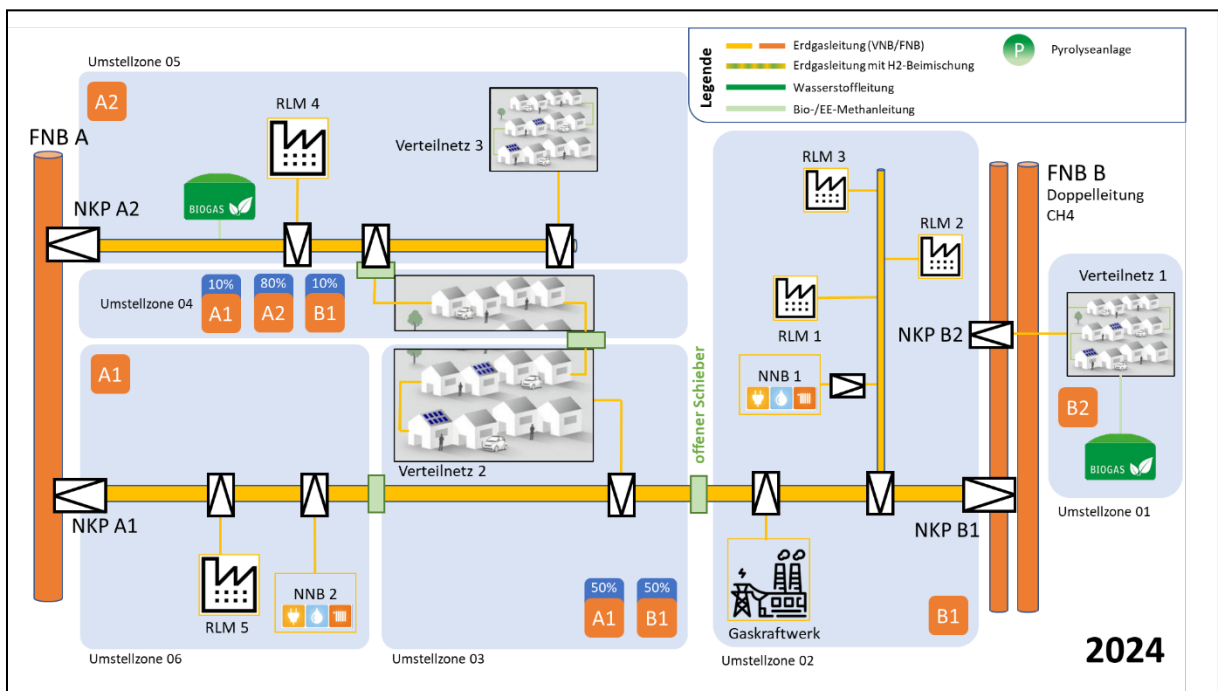 Legende
Erdgasleitung (VNB/FNB)
Erdgasleitung mit H2-Beimischung
Wasserstoffleitung
Bio-/EE-Methanleitung
P
Pyrolyseanlage
Umstellzone 05
A2
RLM 4
Verteilnetz 3
FNB A
BIOGAS
NKP A2
Umstellzone 04
10%
A1
80%
A2
10%
B1
A1
Verteilnetz 2
NKP A1
RLM 5
NNB 2
Umstellzone 06
50%
A1
50%
B1
Umstellzone 03
offener Schieber
RLM 3
RLM 2
RLM 1
NNB 1
NKP B2
NKP B1
Gaskraftwerk
B1
Umstellzone 02
FNB B
Doppelleitung
CH4
Verteilnetz 1
B2
BIOGAS
Umstellzone 01
2024